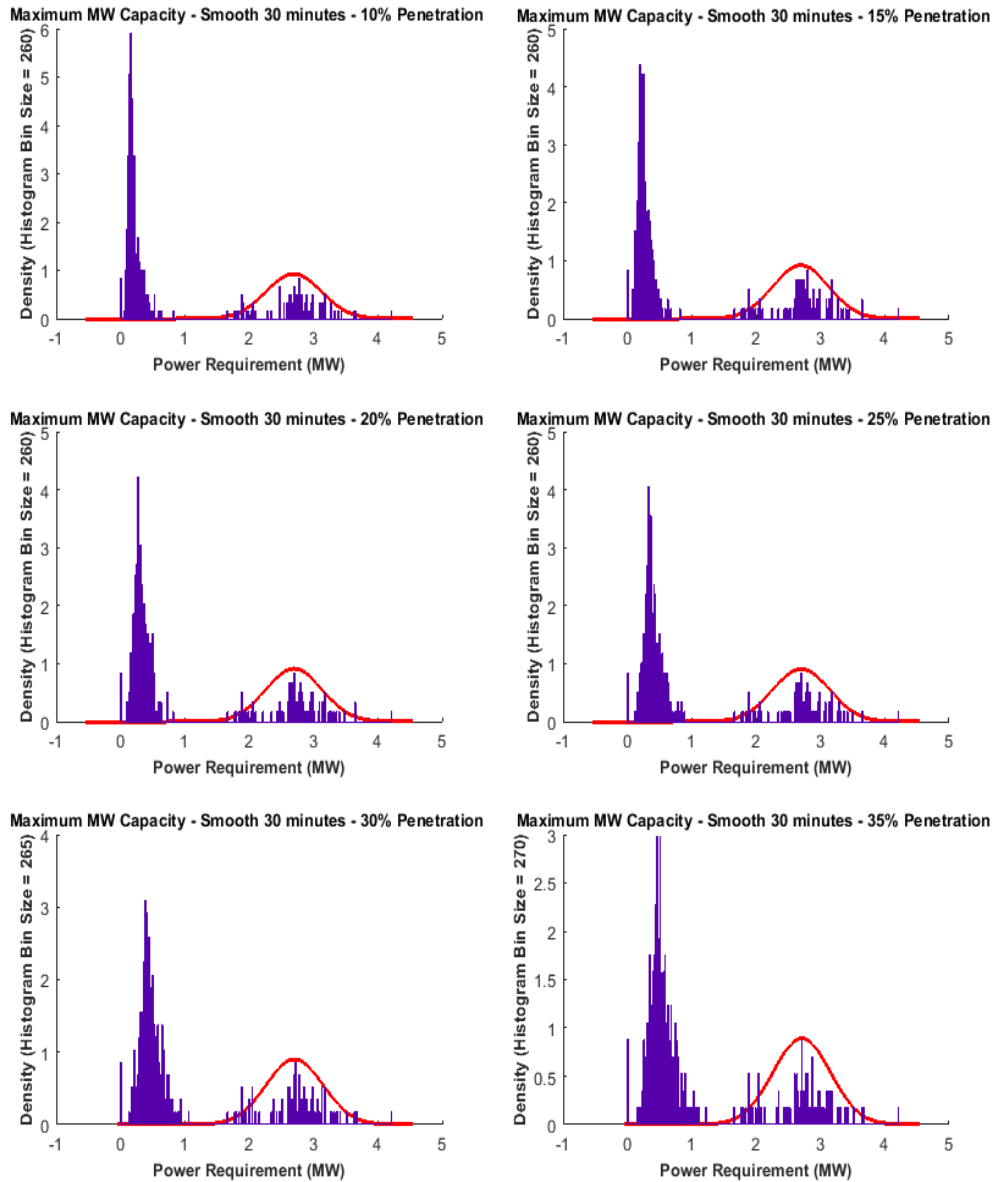 Maximum MW Capacity - Smooth 30 minutes - 10% Penetration
Density (Histogram Bin Size = 260)
6
5
4
3
2
1
0
-1 0 1 2 3 4 5
Power Requirement (MW)
Maximum MW Capacity - Smooth 30 minutes - 15% Penetration
Density (Histogram Bin Size = 260)
5
4
3
2
1
0
-1 0 1 2 3 4 5
Power Requirement (MW)
Maximum MW Capacity - Smooth 30 minutes - 20% Penetration
Density (Histogram Bin Size = 260)
5
4
3
2
1
0
-1 0 1 2 3 4 5
Power Requirement (MW)
Maximum MW Capacity - Smooth 30 minutes - 25% Penetration
Density (Histogram Bin Size = 260)
5
4
3
2
1
0
-1 0 1 2 3 4 5
Power Requirement (MW)
Maximum MW Capacity - Smooth 30 minutes - 30% Penetration
Density (Histogram Bin Size = 265)
4
3
2
1
0
-1 0 1 2 3 4 5
Power Requirement (MW)
Maximum MW Capacity - Smooth 30 minutes - 35% Penetration
Density (Histogram Bin Size = 270)
3
2.5
2
1.5
1
0.5
0
-1 0 1 2 3 4 5
Power Requirement (MW)